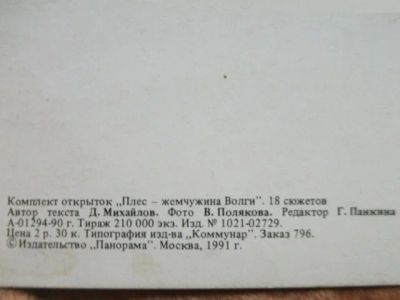 Комплект открыток „Плес – жемчужина Волги". 18 сюжетов
Автор текста Д. Михайлов. Фото В. Полякова. Редактор Г. Панкина
А-01294-90 г. Тираж 210 000 экз. Изд. № 1021-02729.
Цена 2 р. 30 к. Типография изд-ва „Коммунар". Заказ 796.
©Издательство „Панорама". Москва, 1991 г.